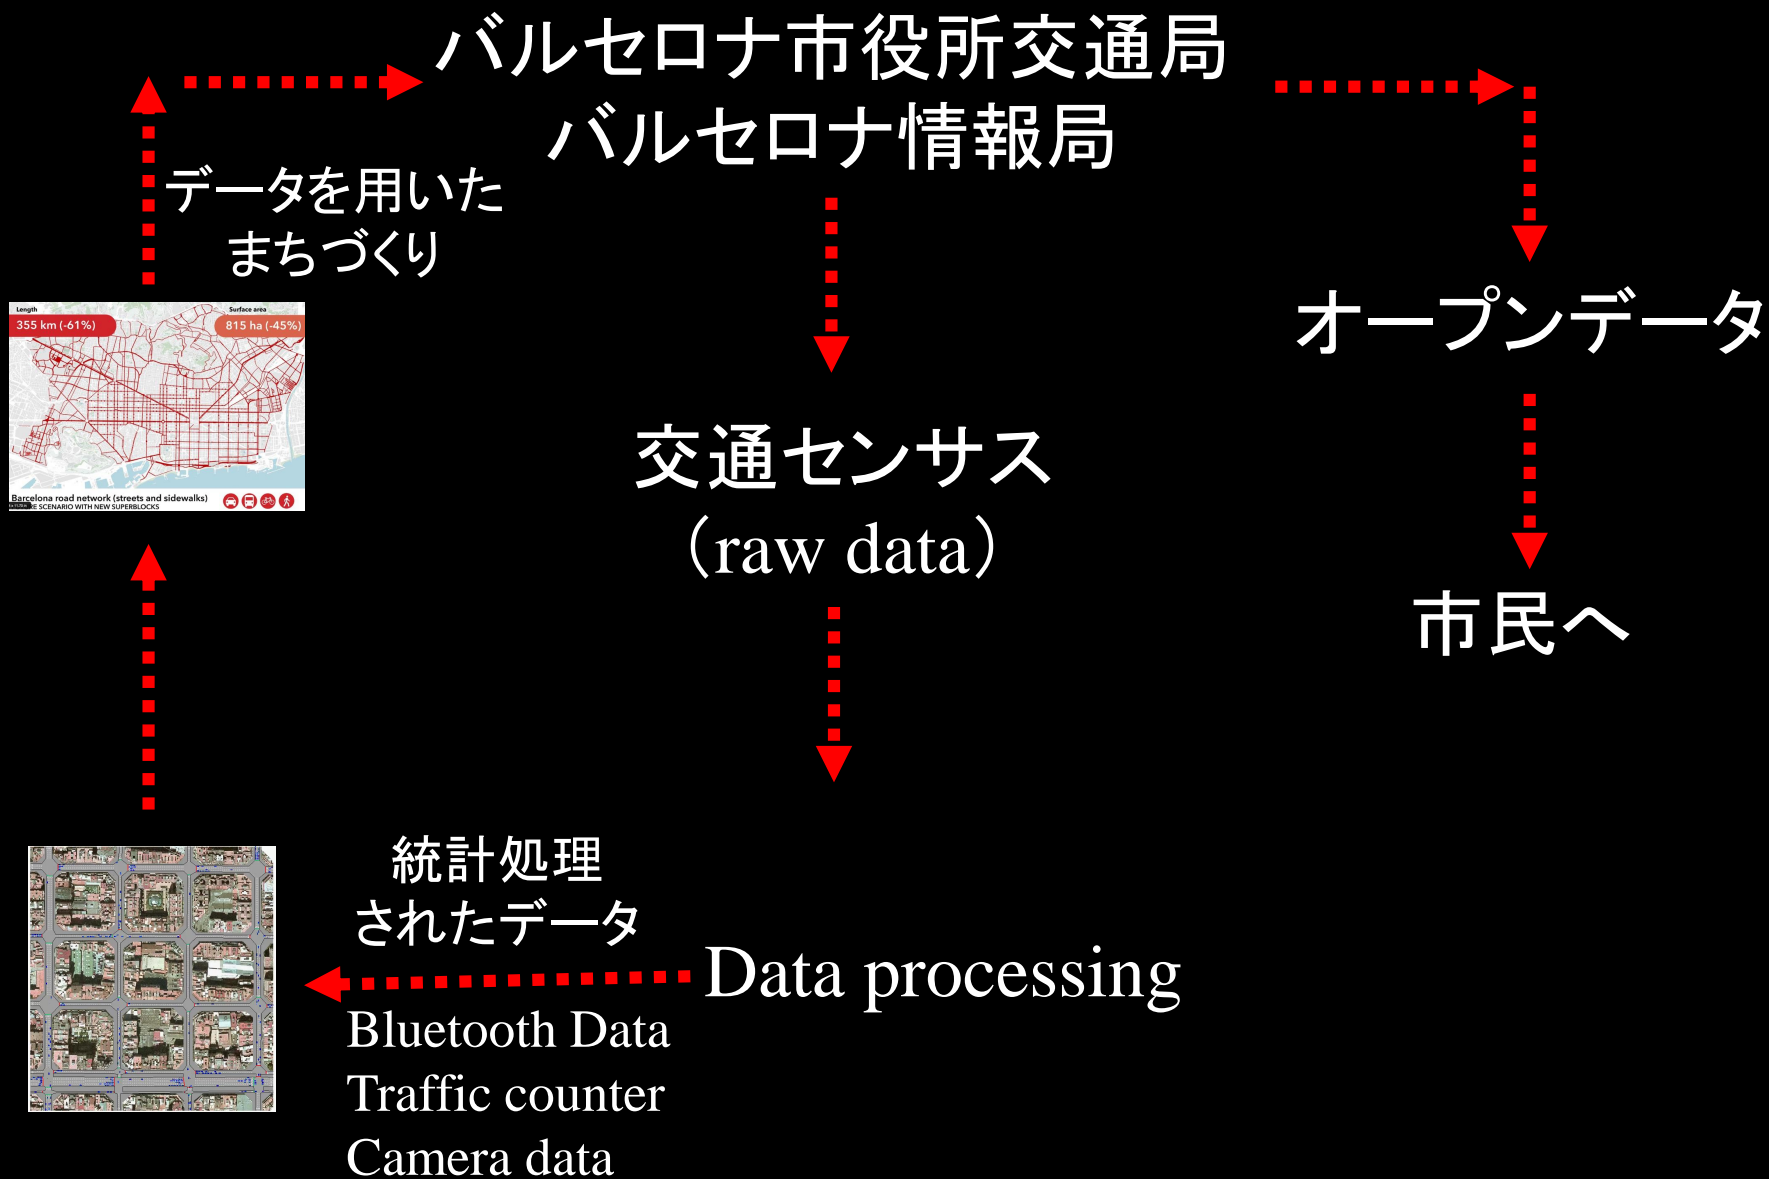 バルセロナ市役所交通局
バルセロナ情報局
データを用いた
まちづくり
オープンデータ
Length
Surface area
355 km (-61%)
815 ha (-45%)
Barcelona road network (streets and sidewalks)
SCENARIO WITH NEW SUPERBLOCKS
交通センサス
（raw data）
市民へ
統計処理
されたデータ
Data processing
Bluetooth Data
Traffic counter
Camera data